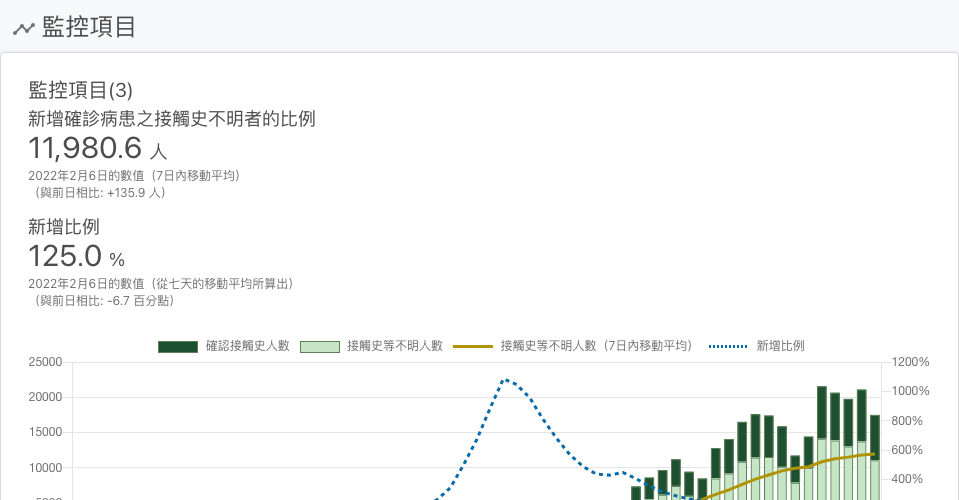 監控項目
監控項目(3)
新增確診病患之接觸史不明者的比例
11,980.6 人
2022年2月6日的數值（7日內移動平均）
（與前日相比: +135.9 人）
新增比例
125.0 %
2022年2月6日的數值（從七天的移動平均所算出）
（與前日相比: -6.7 百分點）
確認接觸史人數 接觸史等不明人數 接觸史等不明人數（7日內移動平均） 新增比例
25000 1200%
20000 1000%
15000 800%
10000 600%
400%